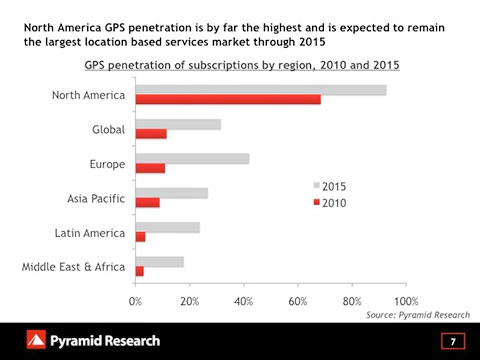 North America GPS penetration is by far the highest and is expected to remain
the largest location based services market through 2015
GPS penetration of subscriptions by region, 2010 and 2015
North America
Global
Europe
Asia Pacific
Latin America
Middle East & Africa
2015
2010
0% 20% 40% 60% 80% 100%
Source: Pyramid Research
Pyramid Research
7